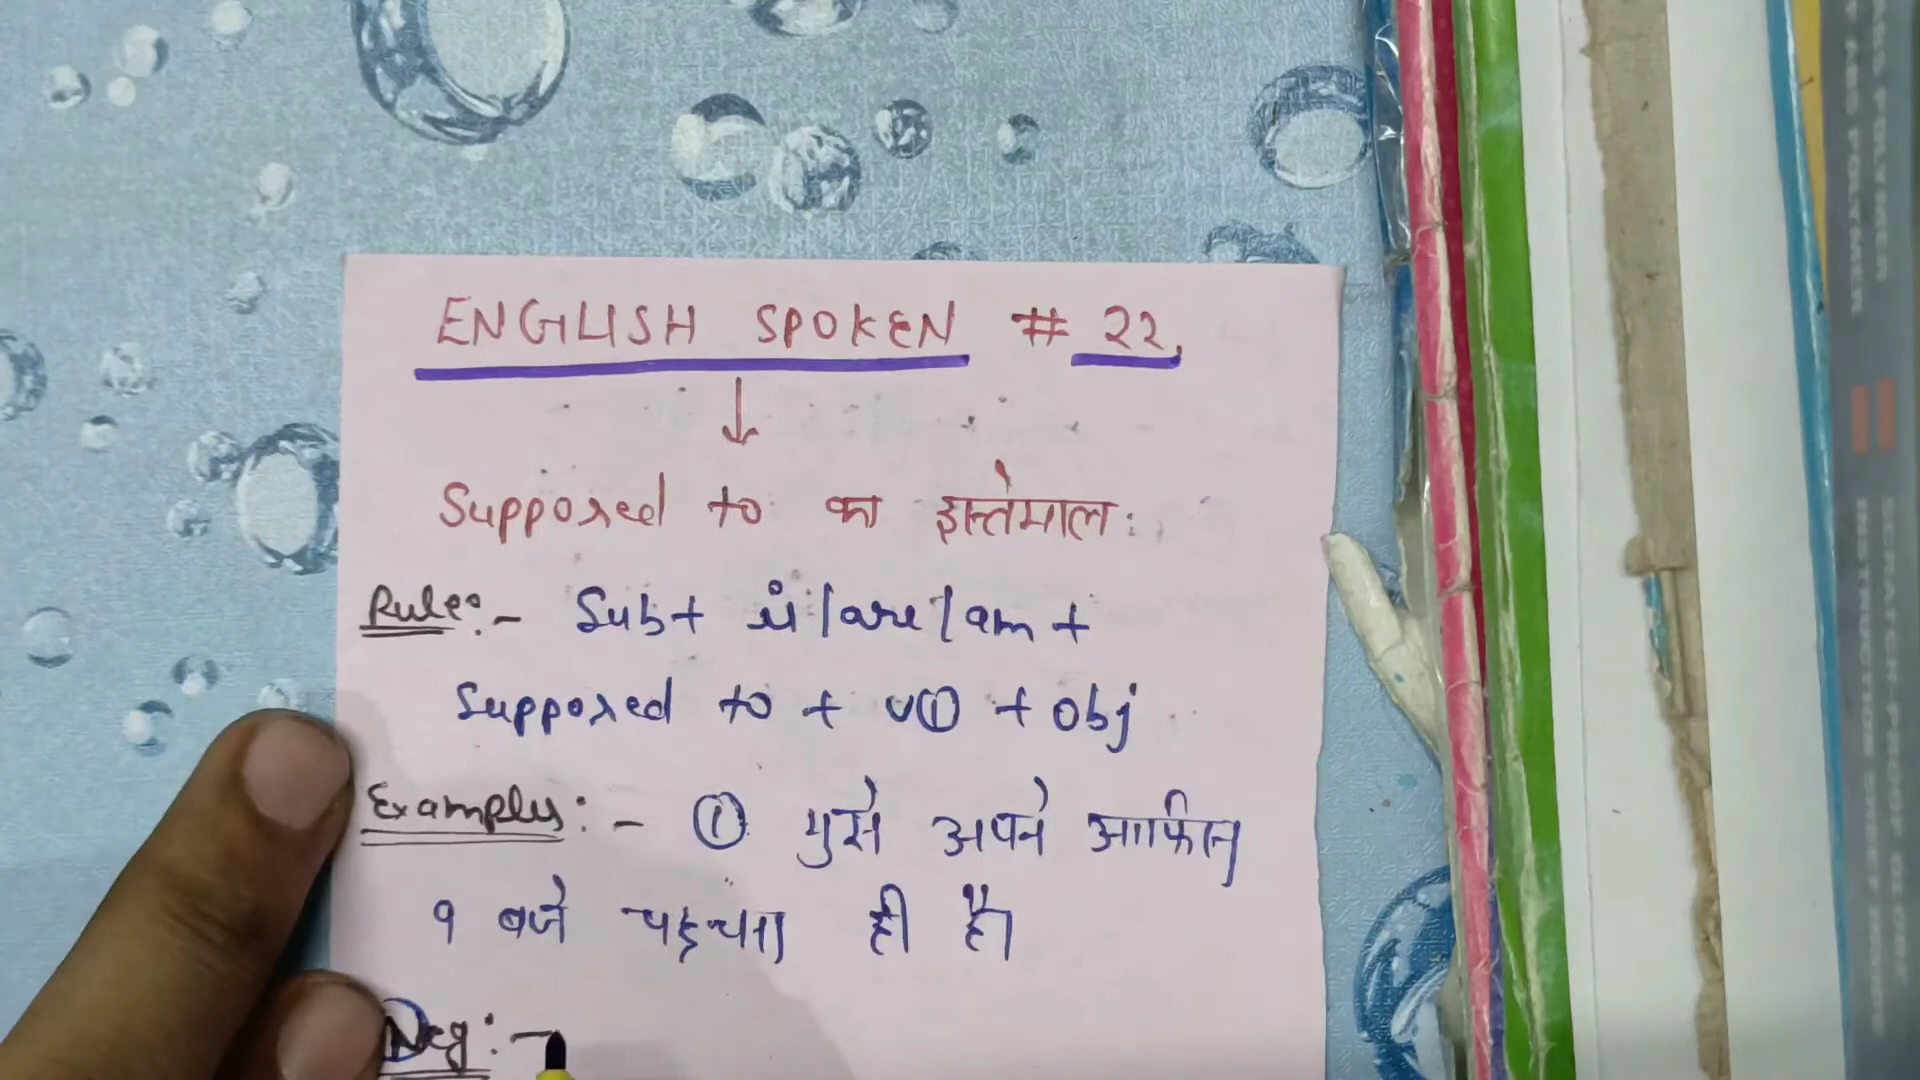 ENGLISH SPOKEN # 22.
Supposed to का इस्तेमाल :
Rule:- Sub + is/are/am +
Supposed to + v① + obj
Examples:- ① मुझे अपने आफिस
9 बजे पहुचना ही है।
Neg:-